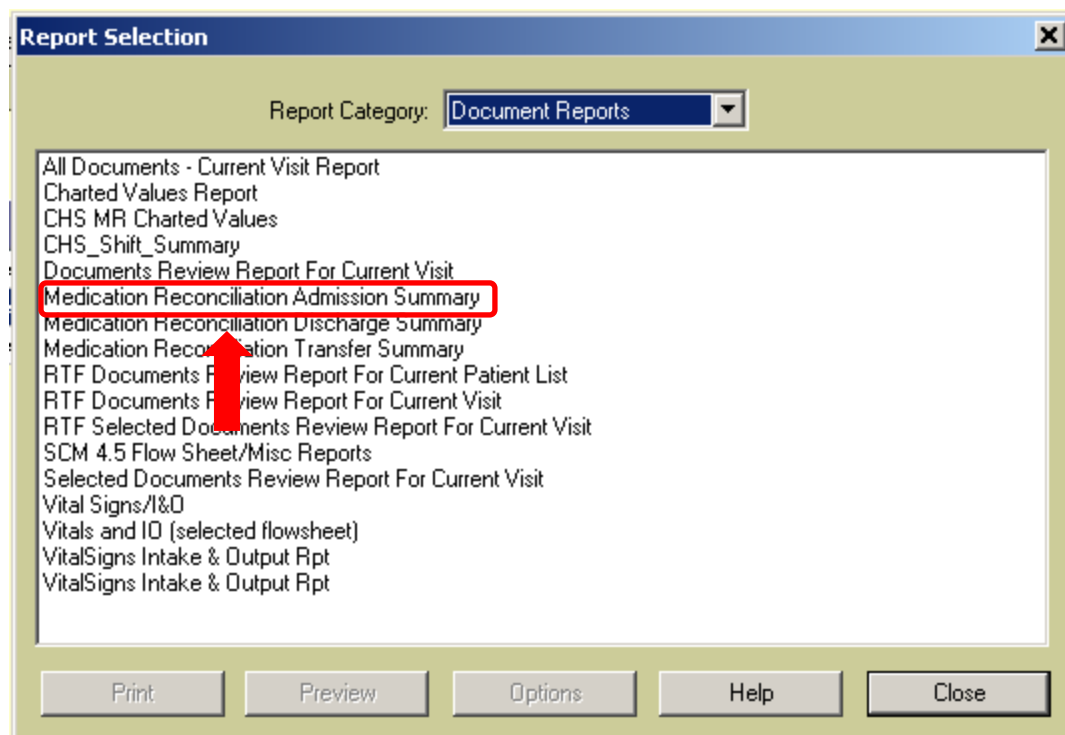 Report Selection
Report Category: Document Reports
All Documents - Current Visit Report
Charted Values Report
CHS MR Charted Values
CHS_Shift_Summary
Documents Review Report For Current Visit
Medication Reconciliation Admission Summary
Medication Reconciliation Discharge Summary
Medication Reconciliation Transfer Summary
RTF Documents Review Report For Current Patient List
RTF Documents Review Report For Current Visit
RTF Selected Documents Review Report For Current Visit
SCM 4.5 Flow Sheet/Misc Reports
Selected Documents Review Report For Current Visit
Vital Signs/I&O
Vitals and IO (selected flowsheet)
VitalSigns Intake & Output Rpt
VitalSigns Intake & Output Rpt
Print Preview Options Help Close